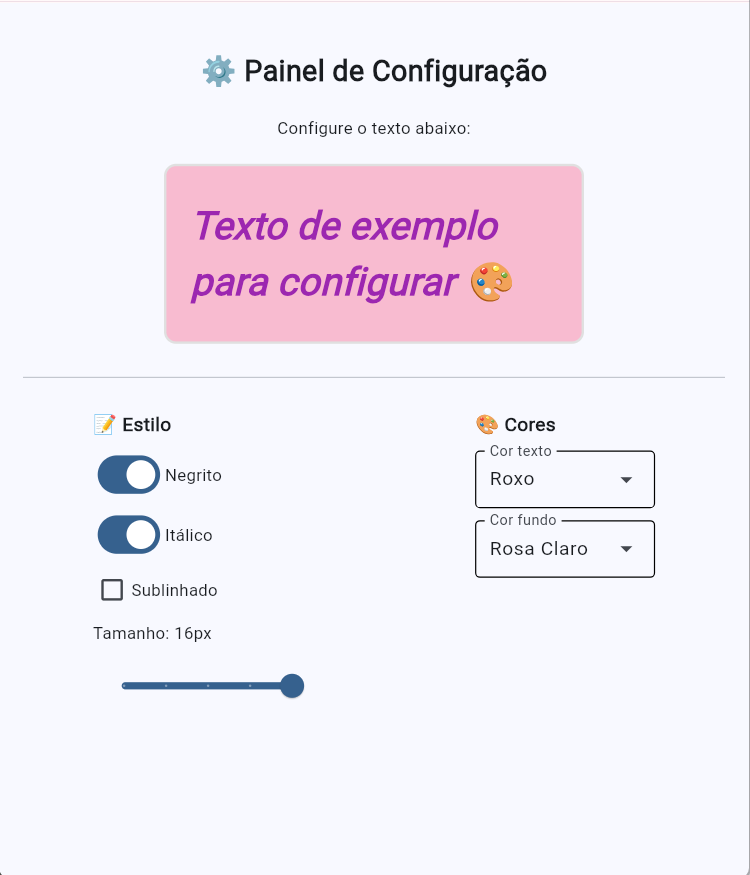 ⚙️ Painel de Configuração
Configure o texto abaixo:
Texto de exemplo
para configurar 🎨
📝 Estilo
Negrito
Itálico
Sublinhado
Tamanho: 16px
🎨 Cores
Cor texto
Roxo
Cor fundo
Rosa Claro